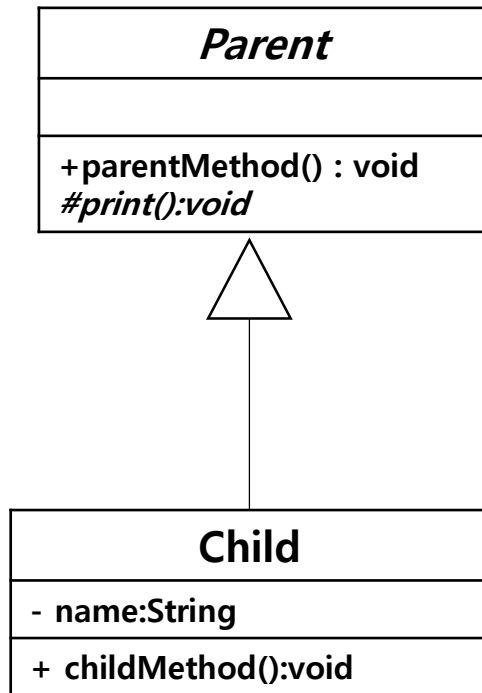 Parent
+parentMethod() : void
#print():void
Child
- name:String
+ childMethod():void